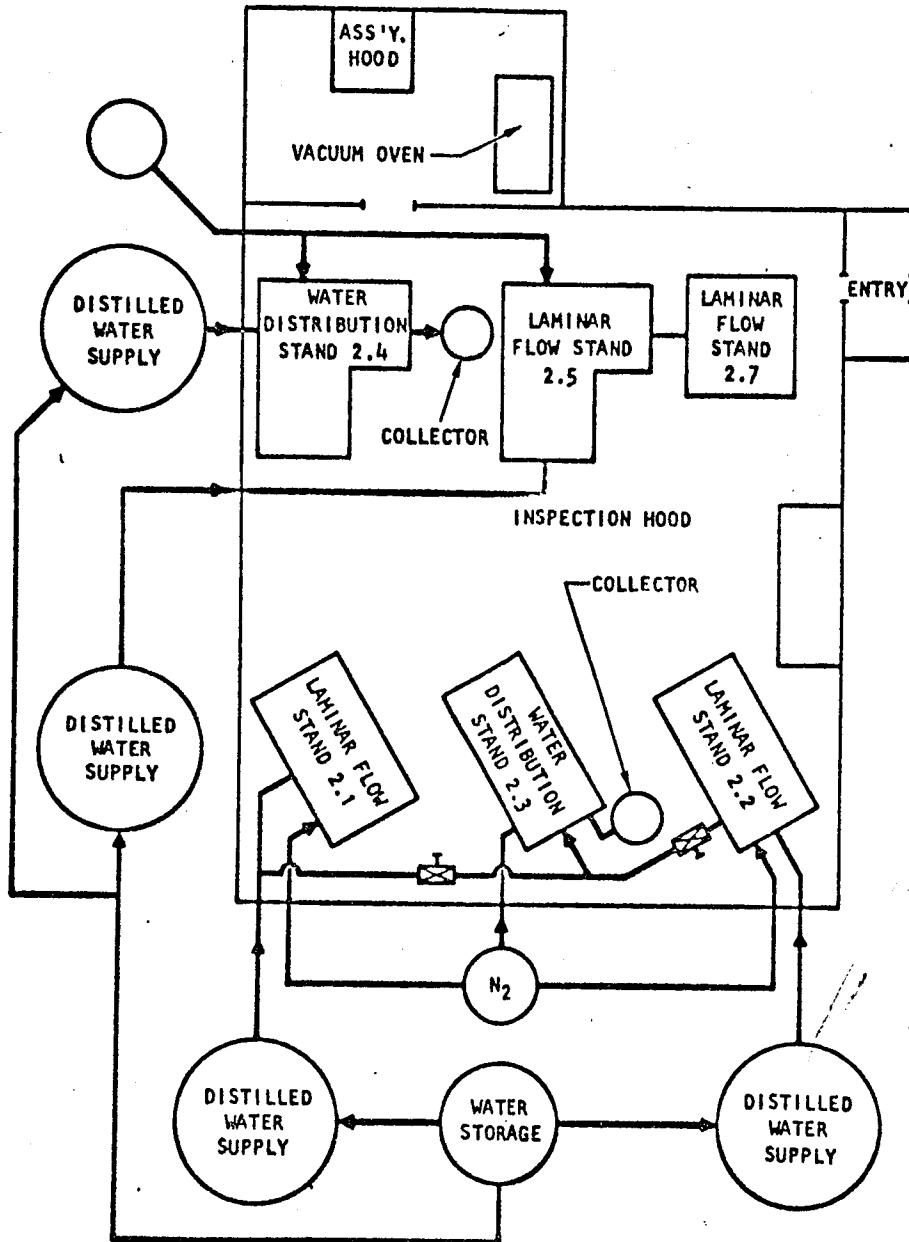 ASS'Y.
HOOD
VACUUM OVEN
ENTRY
DISTILLED
WATER
SUPPLY
WATER
DISTRIBUTION
STAND 2.4
LAMINAR
FLOW STAND
2.5
LAMINAR
FLOW
STAND
2.7
COLLECTOR
INSPECTION HOOD
COLLECTOR
DISTILLED
WATER
SUPPLY
LAMINAR FLOW
STAND 2.1
WATER
DISTRIBUTION
STAND 2.3
LAMINAR FLOW
STAND 2.2
N₂
DISTILLED
WATER
SUPPLY
WATER
STORAGE
DISTILLED
WATER
SUPPLY